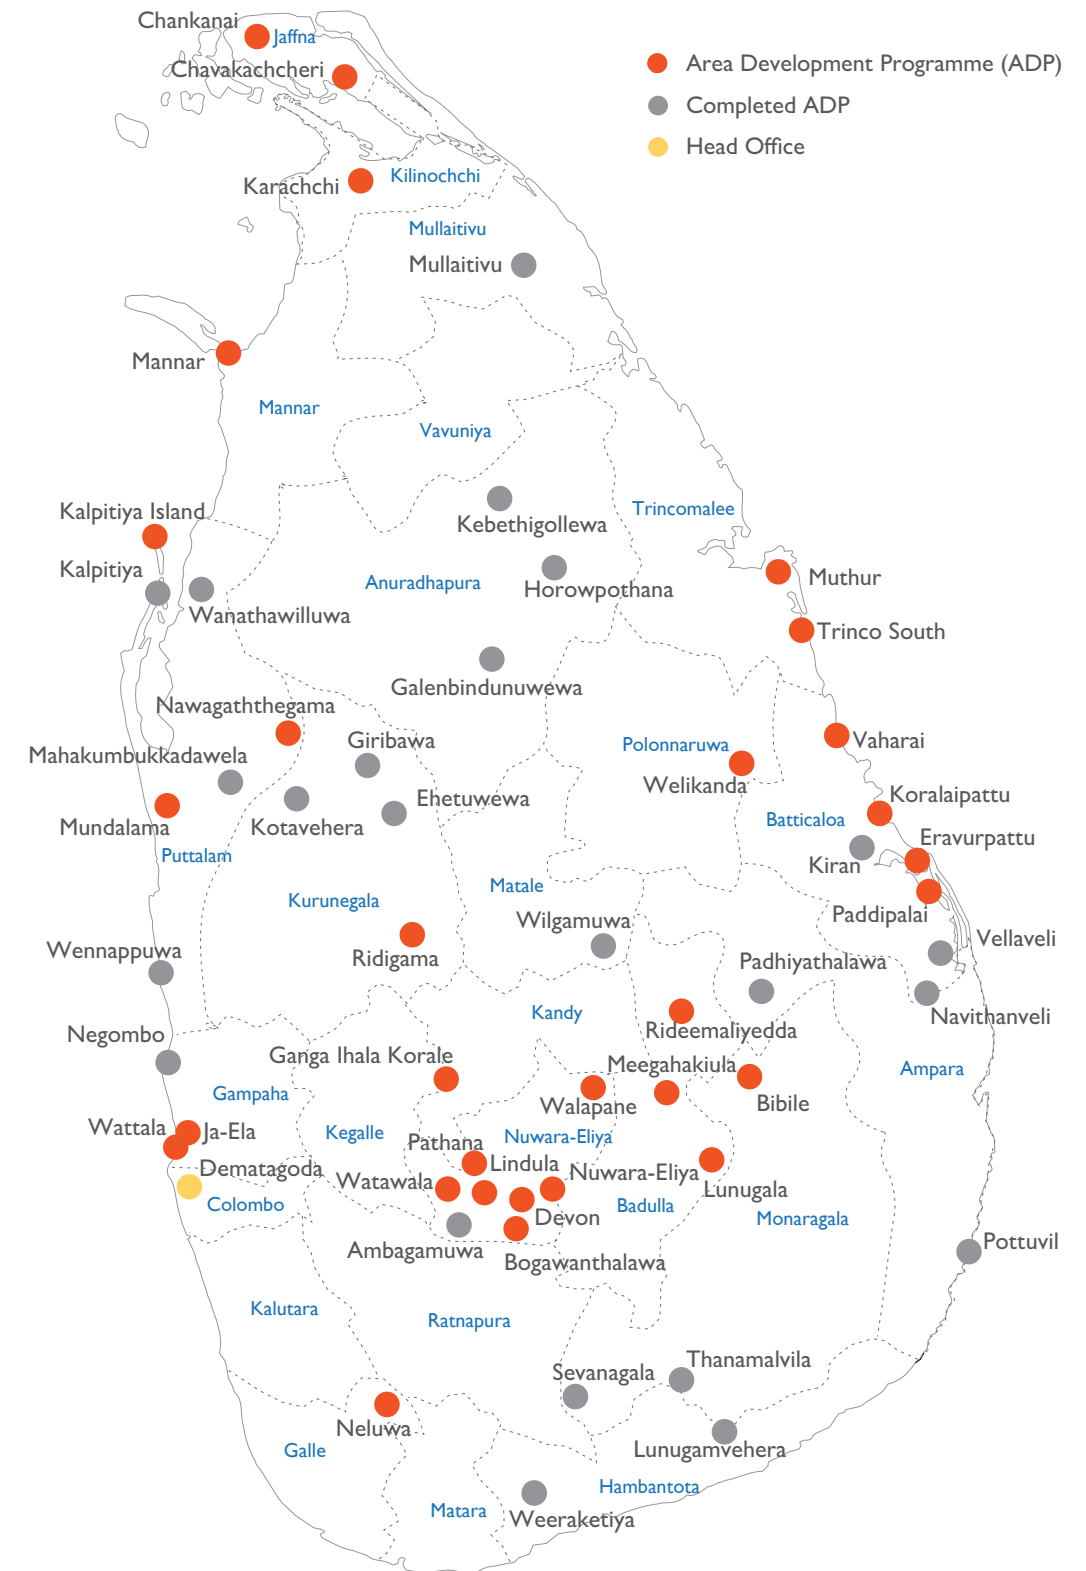 Chankanai
Jaffna
Area Development Programme (ADP)
Chavakachcheri
Completed ADP
Head Office
Kilinochchi
Karachchi
Mullaitivu
Mullaitivu
Mannar
Mannar
Vavuniya
Kalpitiya Island
Trincomalee
Kebethigollewa
Kalpitiya
Anuradhapura
Muthur
Horowpothana
Wanathawilluwa
Trinco South
Galenbindunuwewa
Nawagaththegama
Giribawa
Vaharai
Polonnaruwa
Mahakumbukkadawela
Welikanda
Koralaipattu
Ehetuwewa
Batticaloa
Mundalama
Kotavehera
Eravurpattu
Puttalam
Kiran
Matale
Kurunegala
Paddipalai
Wilgamuwa
Vellaveli
Wennappuwa
Ridigama
Padhiyathalawa
Kandy
Navithanveli
Rideemaliyedda
Negombo
Ganga Ihala Korale
Meegahakiula
Ampara
Gampaha
Walapane
Bibile
Wattala
Ja-Ela
Kegalle
Pathana
Nuwara-Eliya
Lindula
Dematagoda
Nuwara-Eliya
Watawala
Lunugala
Colombo
Badulla
Devon
Monaragala
Pottuvil
Ambagamuwa
Bogawanthalawa
Kalutara
Ratnapura
Thanamalvila
Sevanagala
Neluwa
Galle
Lunugamvehera
Hambantota
Matara
Weeraketiya